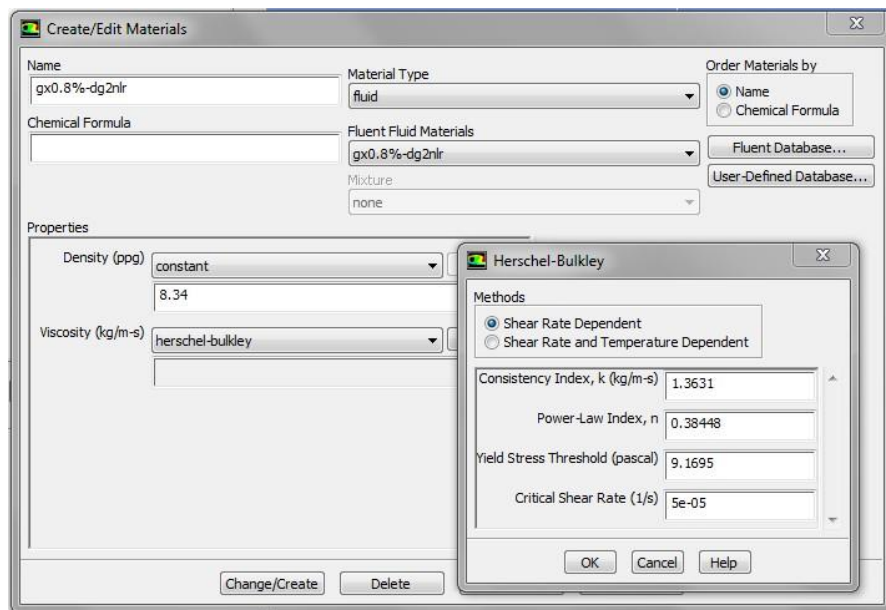 Create/Edit Materials
Name
gx0.8%-dg2nlr
Chemical Formula
Material Type
fluid
Fluent Fluid Materials
gx0.8%-dg2nlr
Mixture
none
Order Materials by
Name
Chemical Formula
Fluent Database...
User-Defined Database...
Properties
Density (ppg)
constant
8.34
Viscosity (kg/m-s)
herschel-bulkley
Herschel-Bulkley
Methods
Shear Rate Dependent
Shear Rate and Temperature Dependent
Consistency Index, k (kg/m-s)
1.3631
Power-Law Index, n
0.38448
Yield Stress Threshold (pascal)
9.1695
Critical Shear Rate (1/s)
5e-05
OK
Cancel
Help
Change/Create
Delete